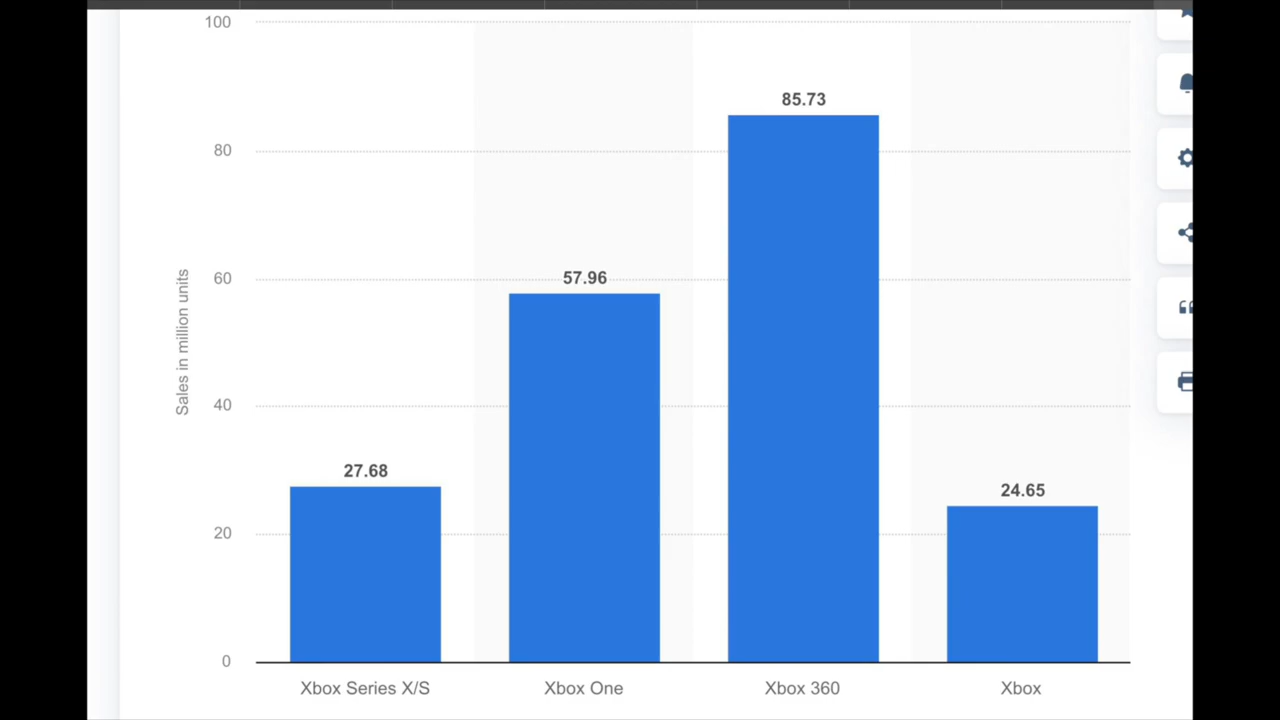 100
85.73
80
60
57.96
Sales in million units
40
27.68
24.65
20
0
Xbox Series X/S
Xbox One
Xbox 360
Xbox